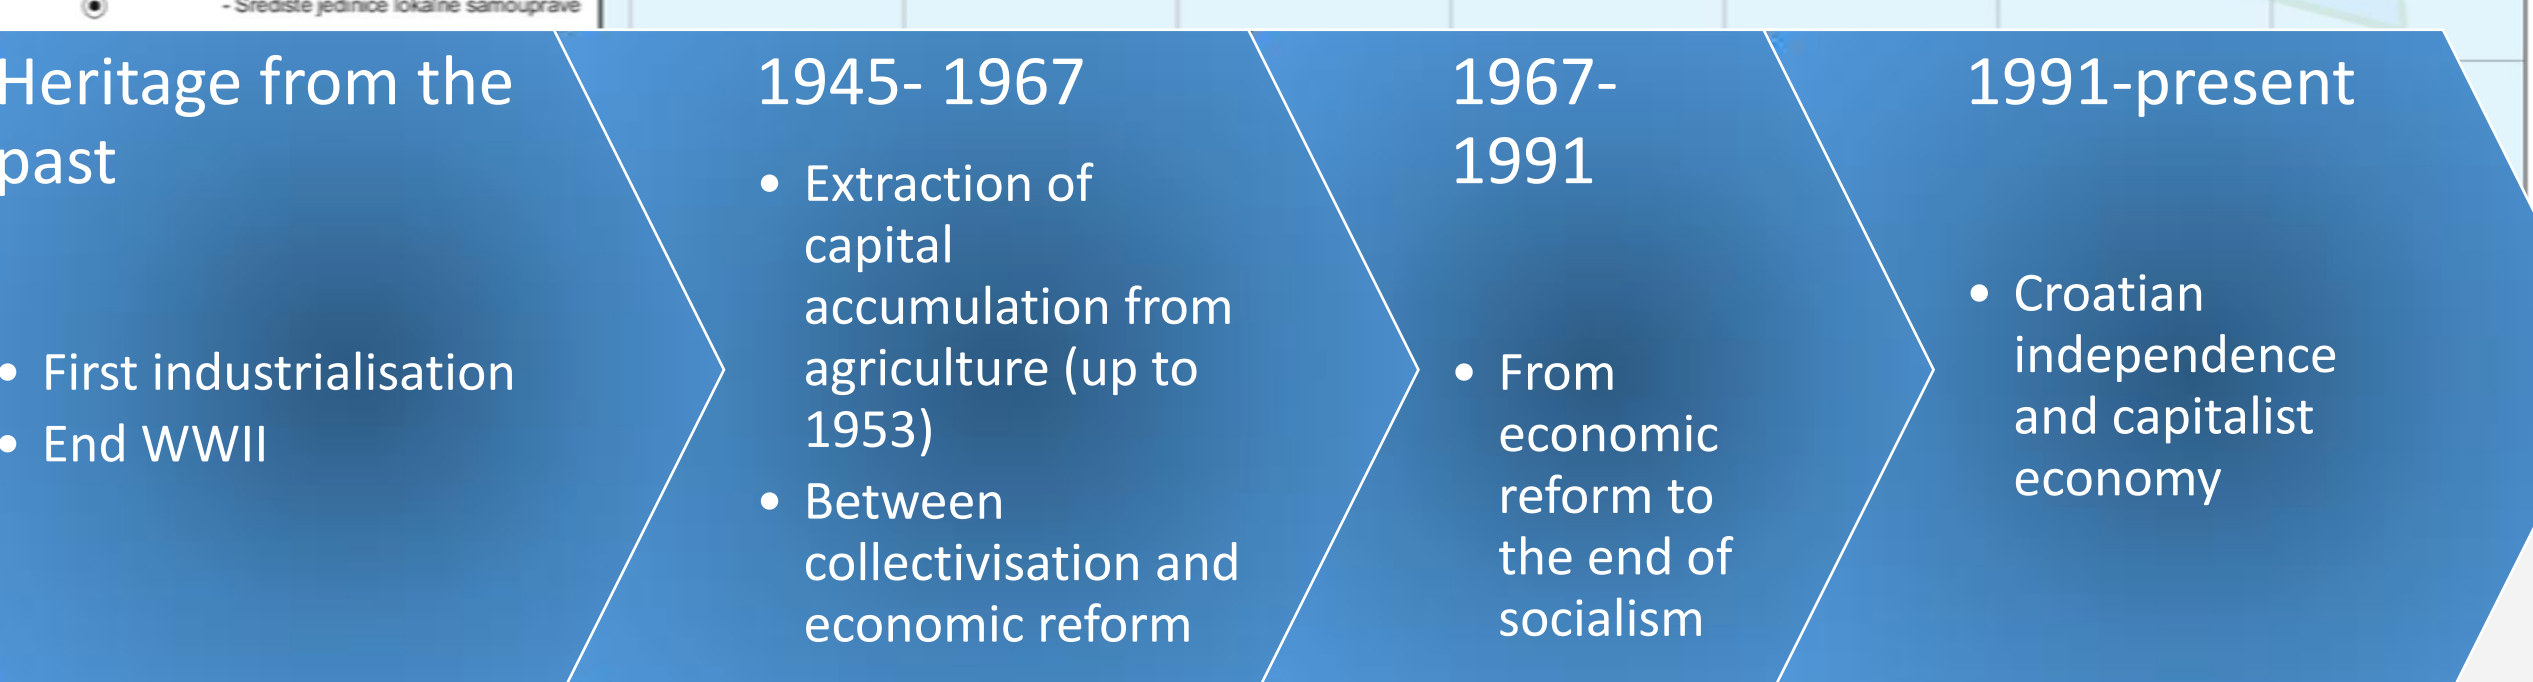 - Središte jedinice lokalne samouprave
Heritage from the
past
• First industrialisation
• End WWII
1945- 1967
• Extraction of
capital
accumulation from
agriculture (up to
1953)
• Between
collectivisation and
economic reform
1967-
1991
• From
economic
reform to
the end of
socialism
1991-present
• Croatian
independence
and capitalist
economy